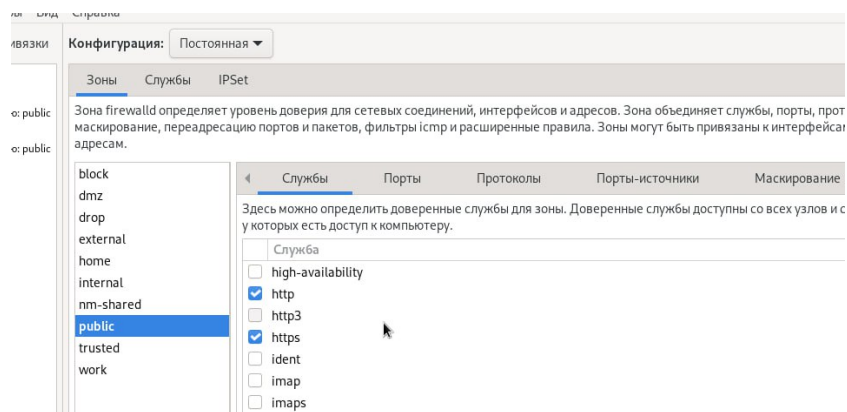 Вид Справка
Конфигурация: Постоянная
Зоны Службы IPSet
Зона firewalld определяет уровень доверия для сетевых соединений, интерфейсов и адресов. Зона объединяет службы, порты,
маскирование, переадресацию портов и пакетов, фильтры icmp и расширенные правила. Зоны могут быть привязаны к
адресам.
public
public
block
dmz
drop
external
home
internal
nm-shared
public
trusted
work
Службы Порты Протоколы Порты-источники Маскирование
Здесь можно определить доверенные службы для зоны. Доверенные службы доступны со всех узлов и
у которых есть доступ к компьютеру.
Служба
high-availability
http
http3
https
ident
imap
imaps